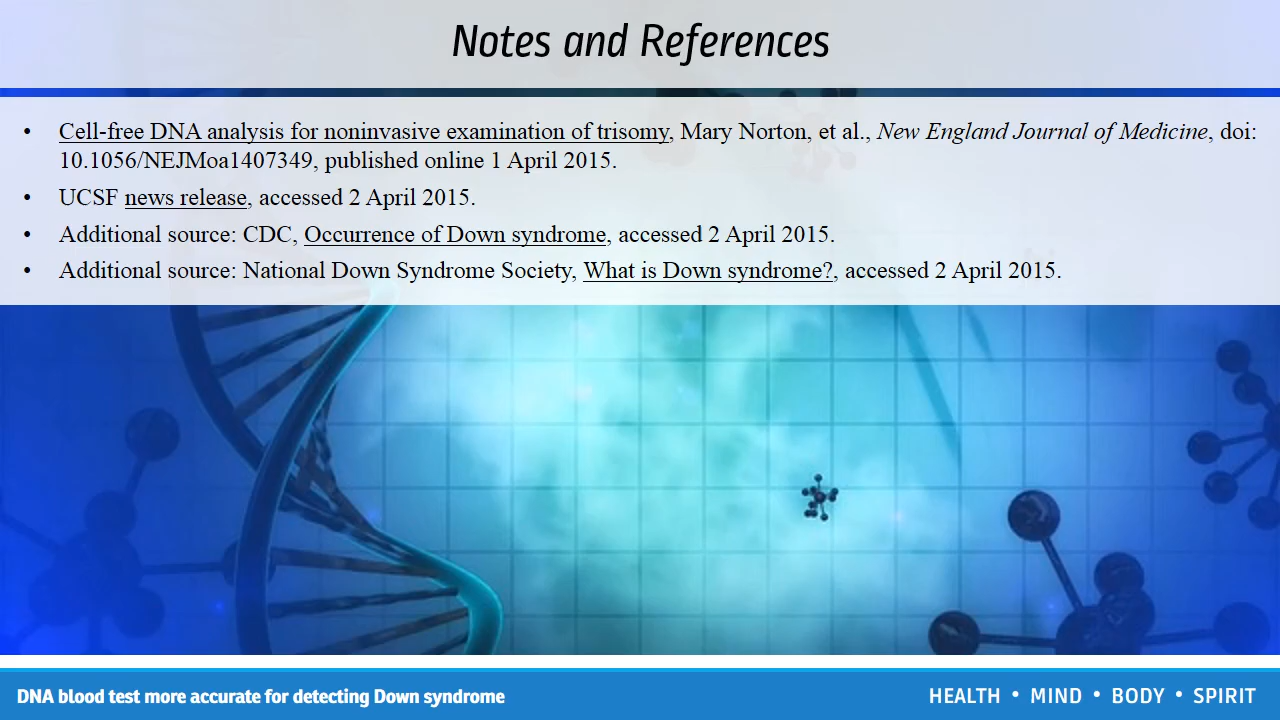 Notes and References
• Cell-free DNA analysis for noninvasive examination of trisomy, Mary Norton, et al., New England Journal of Medicine, doi:
10.1056/NEJMoa1407349, published online 1 April 2015.
• UCSF news release, accessed 2 April 2015.
• Additional source: CDC, Occurrence of Down syndrome, accessed 2 April 2015.
• Additional source: National Down Syndrome Society, What is Down syndrome?, accessed 2 April 2015.
DNA blood test more accurate for detecting Down syndrome
HEALTH • MIND • BODY • SPIRIT